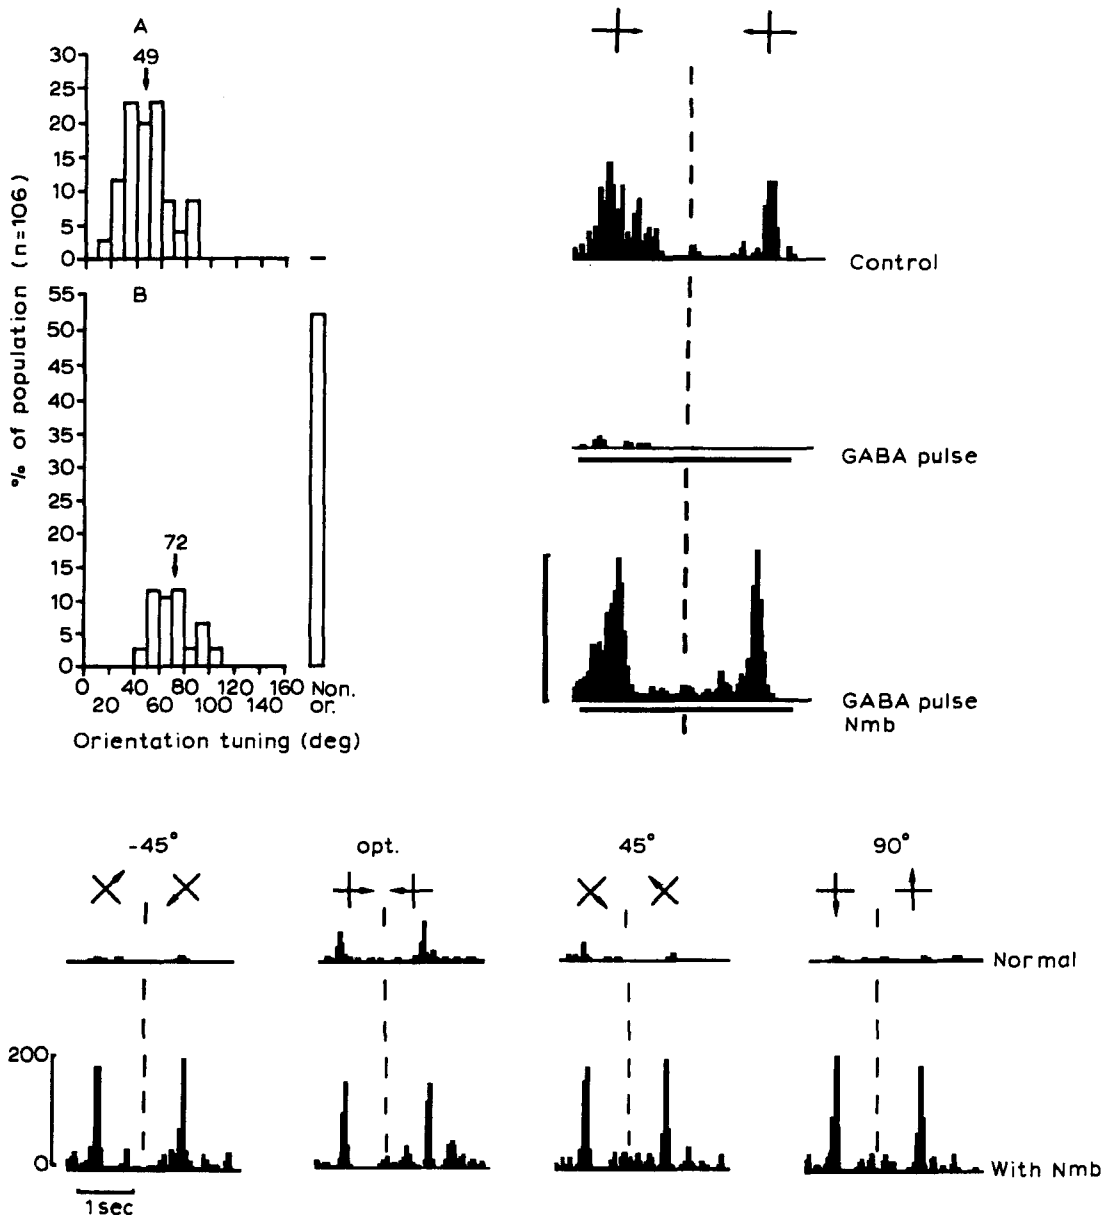 A
49
30
25
20
15
10
5
0
% of population (n=106)
B
55
50
45
40
35
30
25
20
15
10
5
0
72
0 40 80 120 160 Non.
20 60 100 140 or.
Orientation tuning (deg)
Control
GABA pulse
GABA pulse
Nmb
-45° opt. 45° 90°
Normal
200
0
With Nmb
1sec